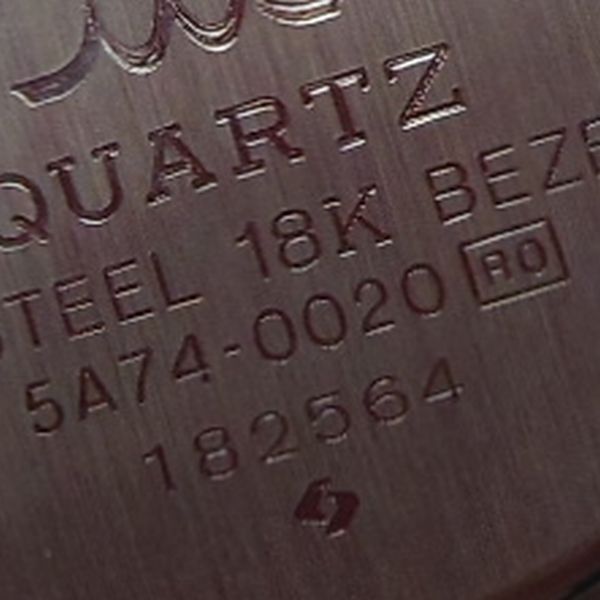 QUARTZ
STEEL 18K BEZE
5A74-0020 RO
182564